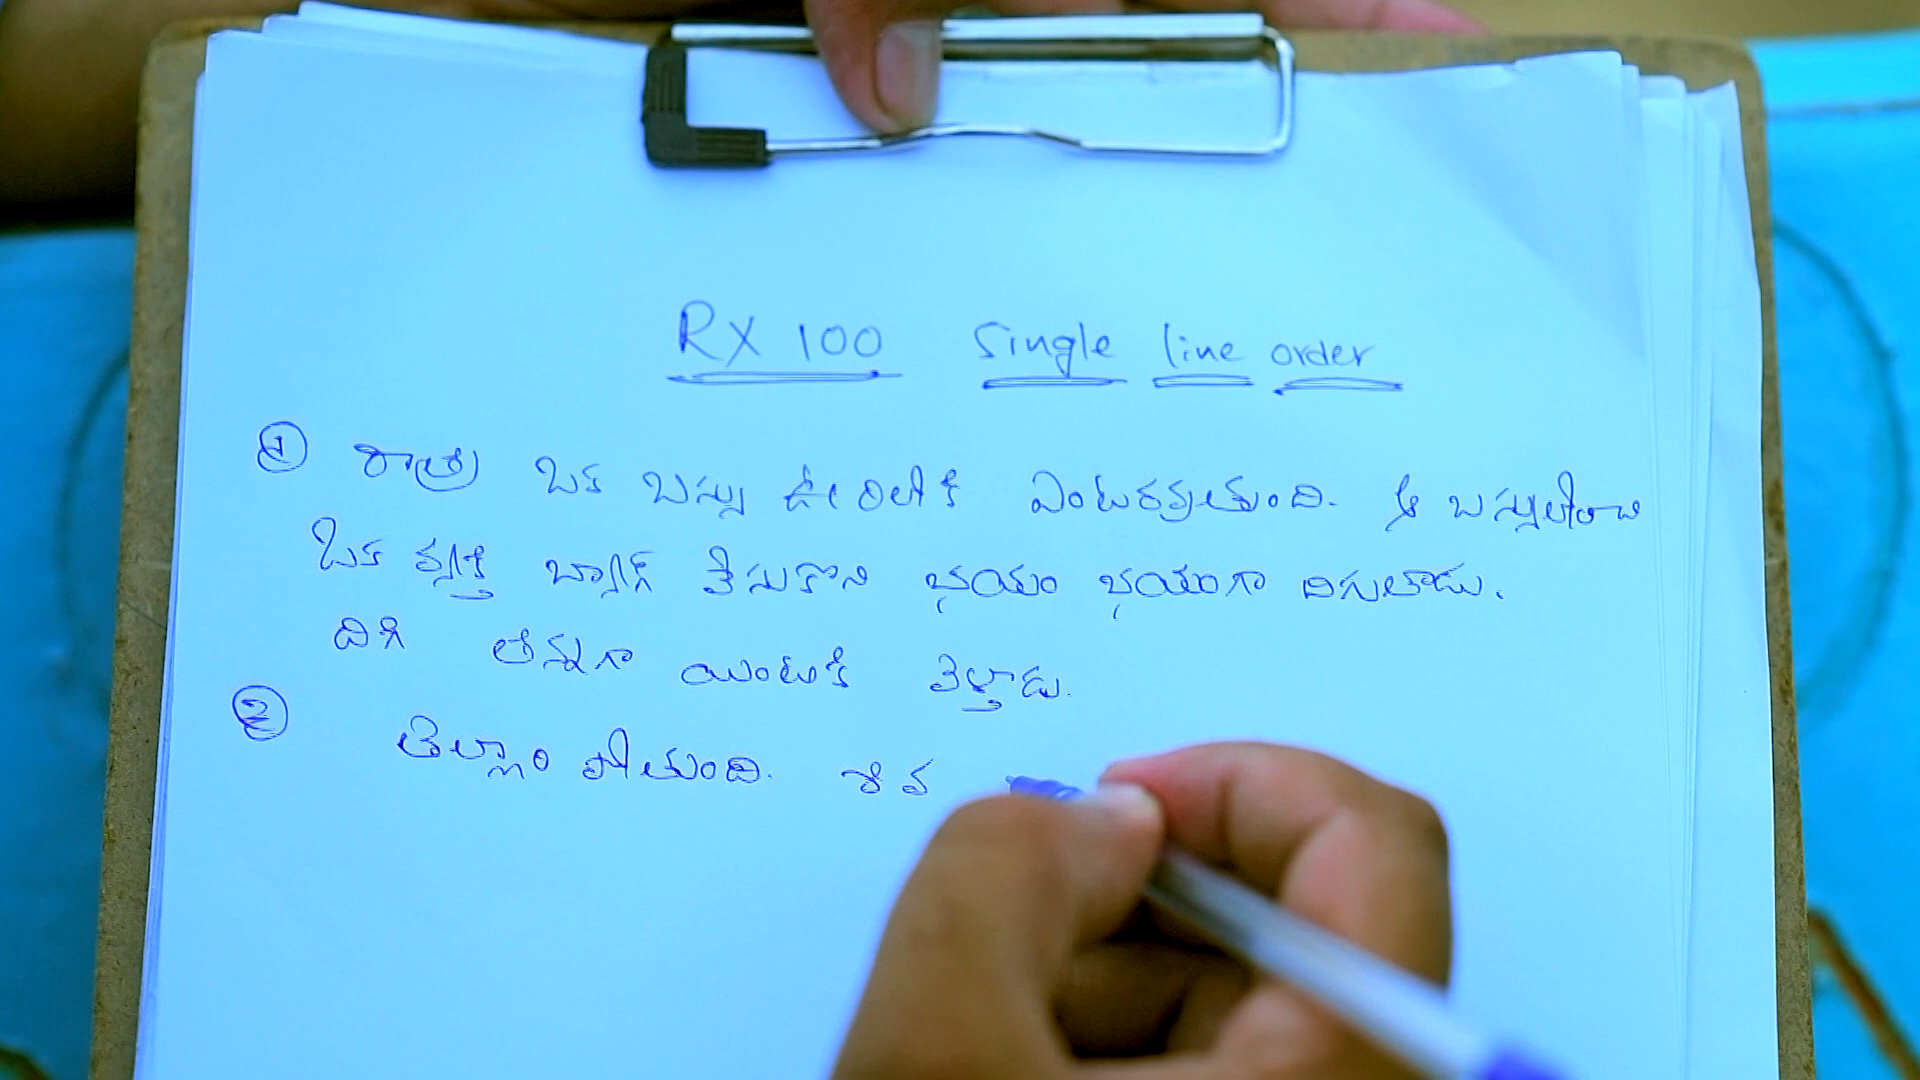 RX 100 Single line order
① రాత్రి ఒక బస్సు ఊరిలోకి ఎంటరవుతుంది. ఆ బస్సులోంచి
ఒక వ్యక్తి బ్యాగ్ తీసుకొని భయం భయంగా దిగుతాడు.
దిగి తిన్నగా యింటికి వెళ్తాడు.
② తెల్లారి పోతుంది. శివ